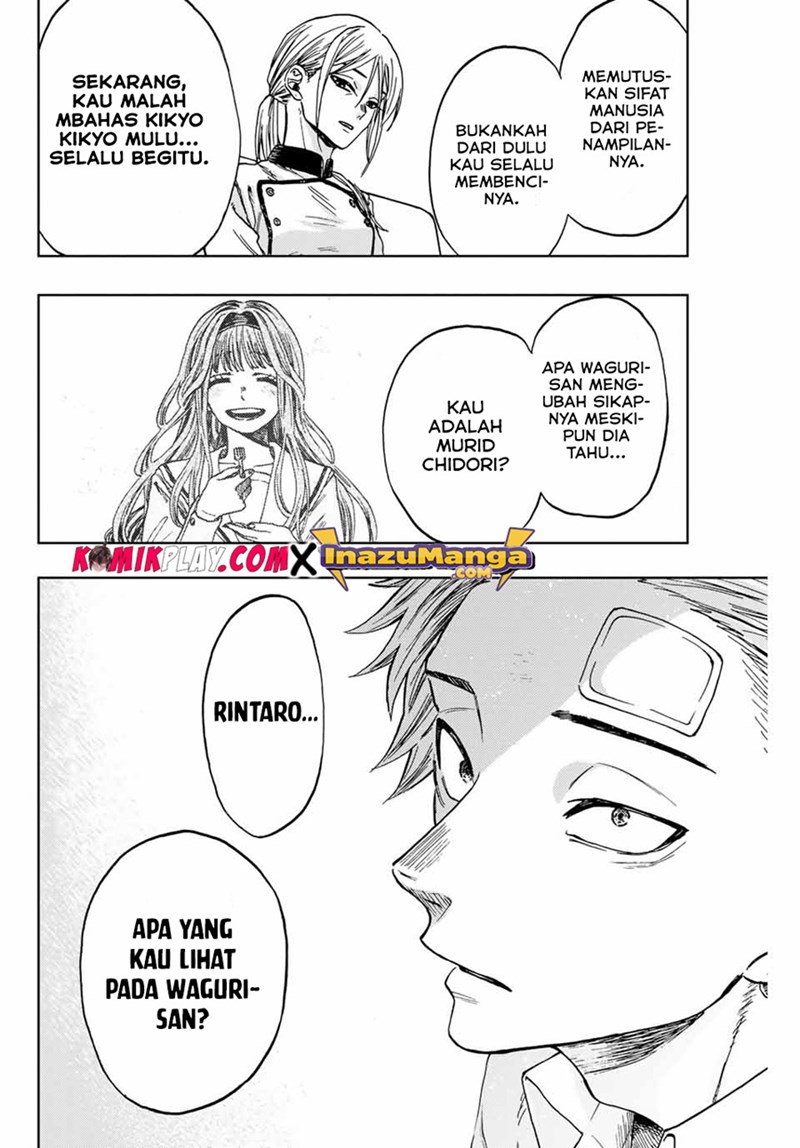 MEMUTUS-
KAN SIFAT
MANUSIA
DARI PE-
NAMPILAN-
NYA.
BUKANKAH
DARI DULU
KAU SELALU
MEMBENCI-
NYA.
SEKARANG,
KAU MALAH
MBAHAS KIKYO
KIKYO MULU...
SELALU BEGITU.
APA WAGURI-
SAN MENG-
UBAH SIKAP-
NYA MESKI-
PUN DIA
TAHU...
KAU
ADALAH
MURID
CHIDORI?
KOMIKPLAY.COM X INAZUMANGA
.COM
RINTARO...
APA YANG
KAU LIHAT
PADA WAGURI-
SAN?